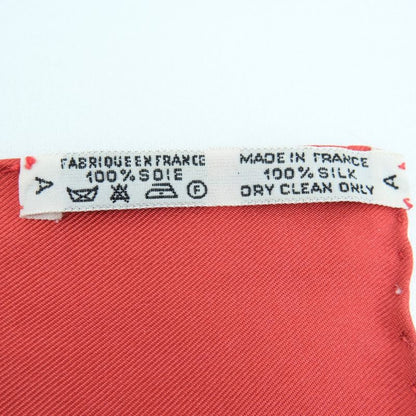 A
FABRIQUE EN FRANCE
100% SOIE
F
MADE IN FRANCE
100% SILK
DRY CLEAN ONLY
A